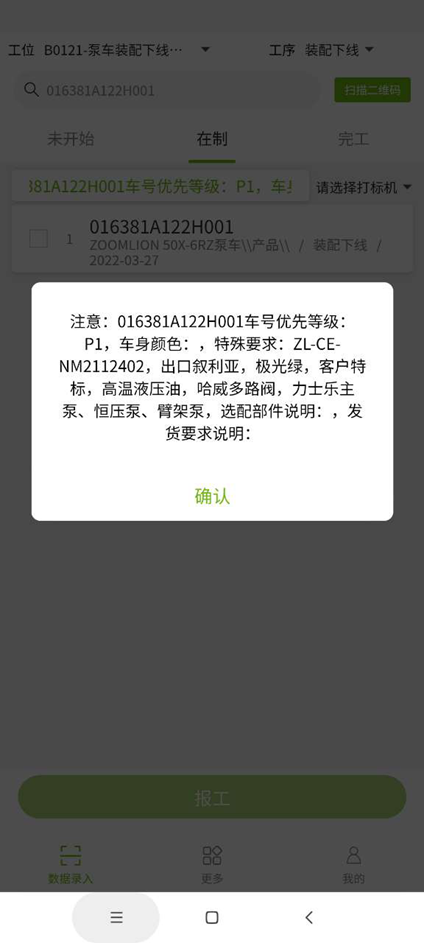 工位 B0121-泵车装配下线… 工序 装配下线
016381A122H001 扫描二维码
未开始 在制 完工
381A122H001车号优先等级：P1，车身 请选择打标机
1 016381A122H001
ZOOMLION 50X-6RZ泵车\\产品\\ / 装配下线 /
2022-03-27
注意：016381A122H001车号优先等级：
P1，车身颜色：，特殊要求：ZL-CE-
NM2112402，出口叙利亚，极光绿，客户特
标，高温液压油，哈威多路阀，力士乐主
泵、恒压泵、臂架泵，选配部件说明：，发
货要求说明：
确认
报工
数据录入 更多 我的